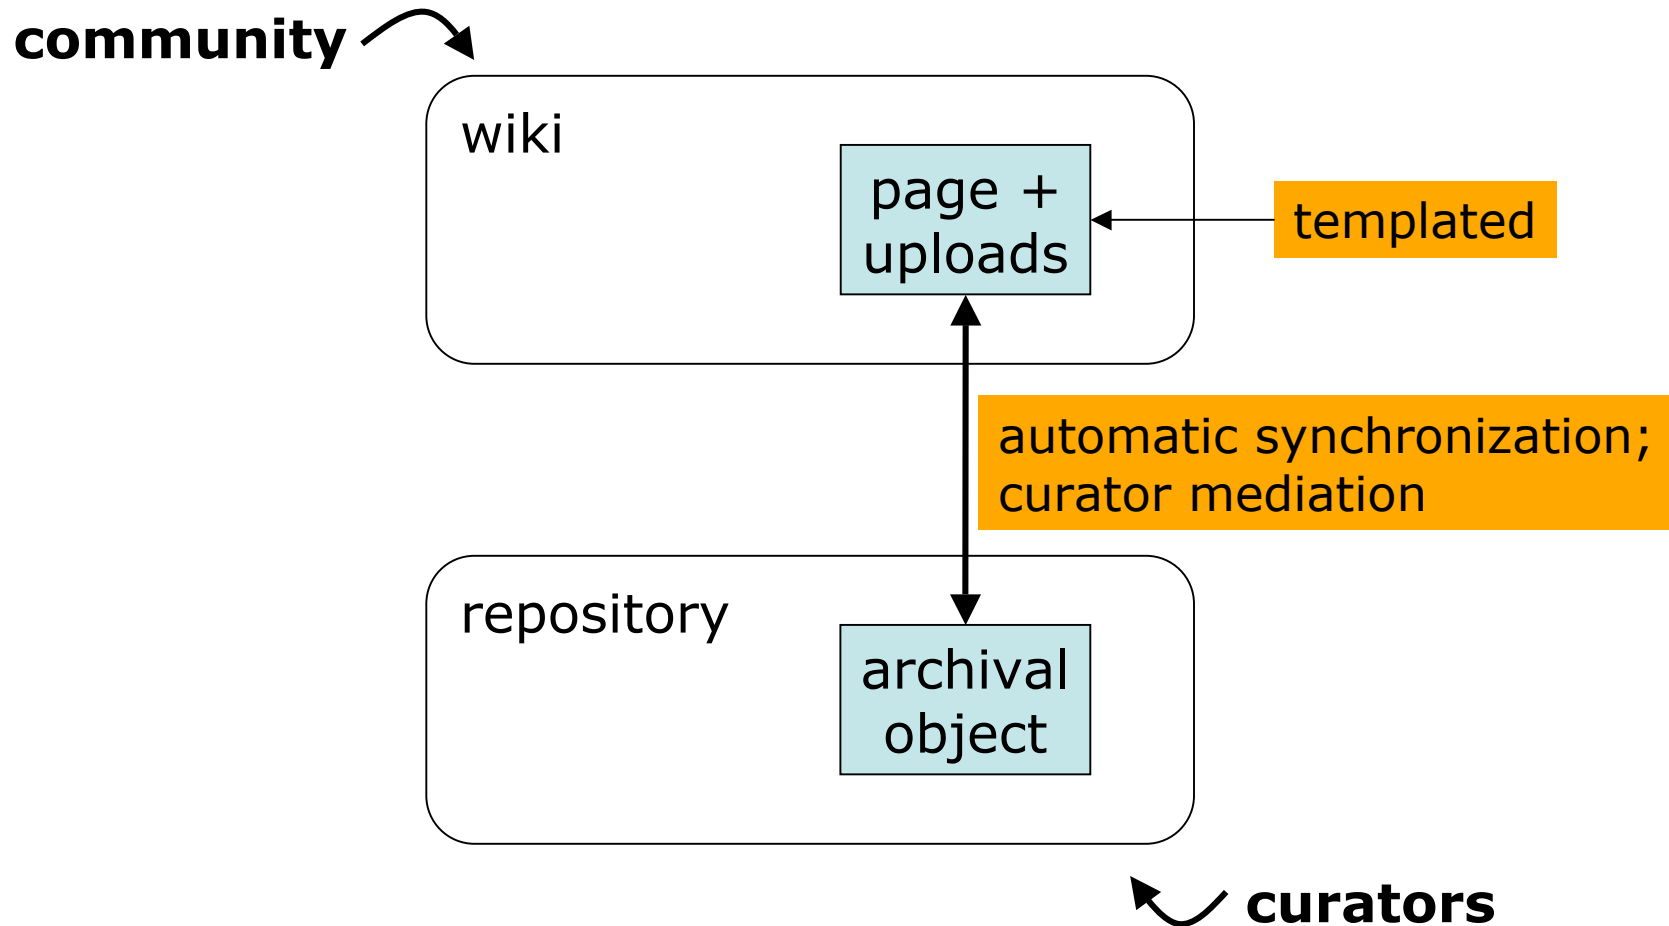 community
wiki
page +
uploads
templated
automatic synchronization;
curator mediation
repository
archival
object
curators